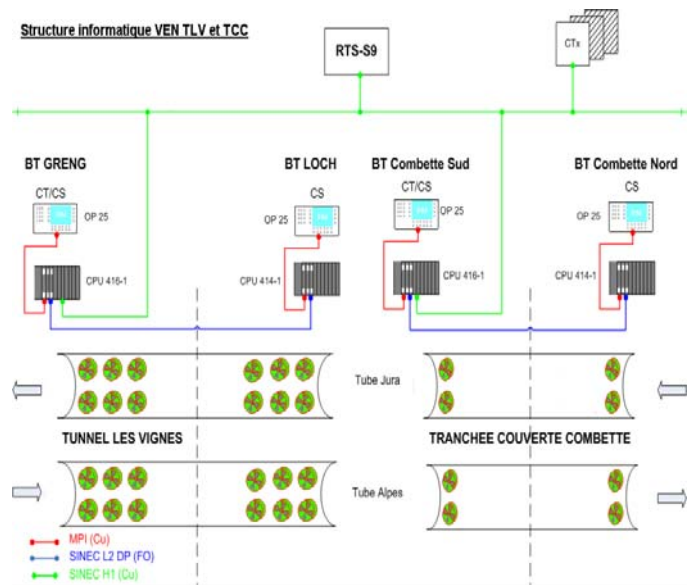 Structure informatique VEN TLV et TCC
RTS-S9
CTx
BT GRENG
BT LOCH
BT Combette Sud
BT Combette Nord
CT/CS
CS
CT/CS
CS
OP 25
OP 25
OP 25
OP 25
CPU 416-1
CPU 414-1
CPU 416-1
CPU 414-1
Tube Jura
TUNNEL LES VIGNES
TRANCHEE COUVERTE COMBETTE
Tube Alpes
MPI (Cu)
SINEC L2 DP (FO)
SINEC H1 (Cu)